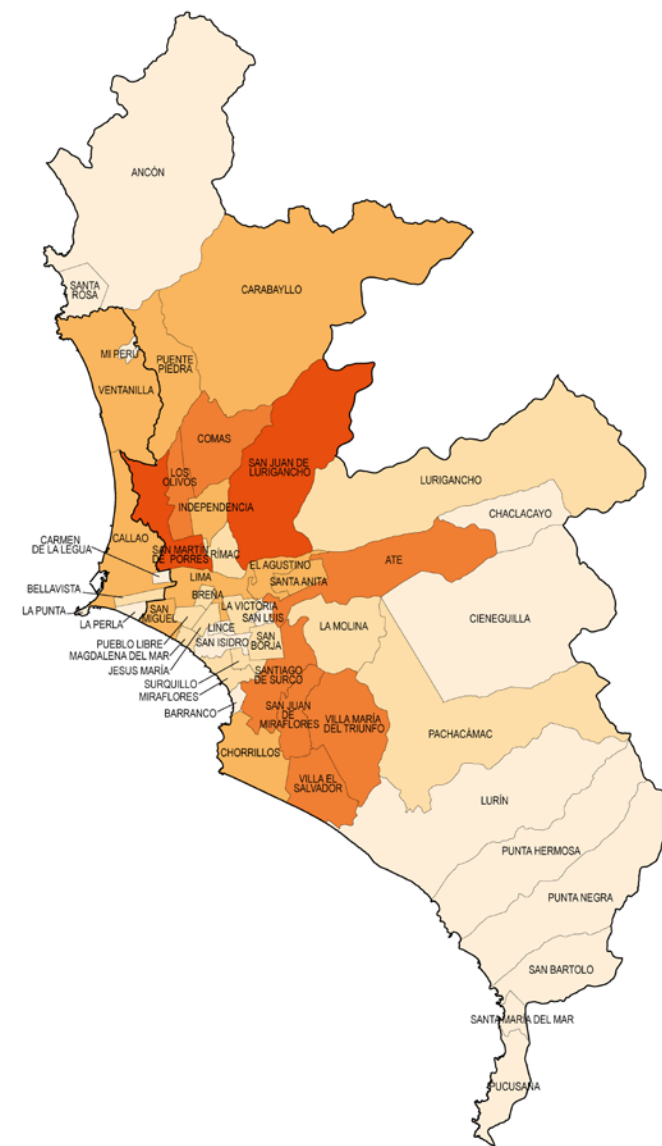 ANCÓN
SANTA
ROSA
CARABAYLLO
MI PERÚ
PUENTE
PIEDRA
VENTANILLA
COMAS
SAN JUAN DE
LURIGANCHO
LOS
OLIVOS
LURIGANCHO
INDEPENDENCIA
CHACLACAYO
CALLAO
CARMEN
DE LA LEGUA
SAN MARTÍN
DE PORRES
RÍMAC
ATE
EL AGUSTINO
LIMA
SANTA ANITA
BELLAVISTA
BREÑA
LA PUNTA
LA VICTORIA
SAN
MIGUEL
LA PERLA
SAN LUIS
CIENEGUILLA
LINCE
LA MOLINA
PUEBLO LIBRE
SAN ISIDRO
SAN
BORJA
MAGDALENA DEL MAR
JESUS MARÍA
SANTIAGO
DE SURCO
SURQUILLO
MIRAFLORES
BARRANCO
SAN JUAN
DE
MIRAFLORES
VILLA MARÍA
DEL TRIUNFO
PACHACÁMAC
CHORRILLOS
VILLA EL
SALVADOR
LURÍN
PUNTA HERMOSA
PUNTA NEGRA
SAN BARTOLO
SANTA MARÍA DEL MAR
PUCUSANA